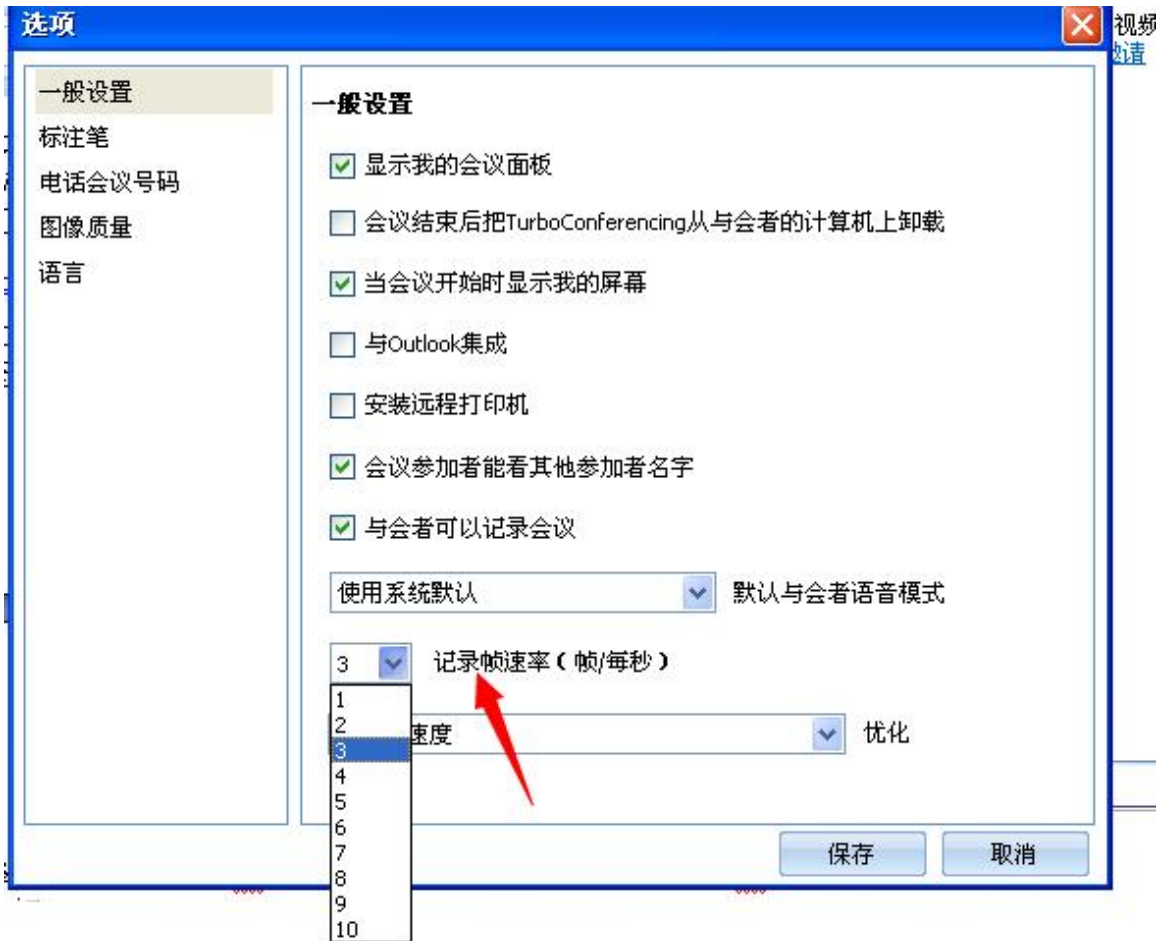 选项
视频
邀请
一般设置
标注笔
电话会议号码
图像质量
语言
一般设置
显示我的会议面板
会议结束后把TurboConferencing从与会者的计算机上卸载
当会议开始时显示我的屏幕
与Outlook集成
安装远程打印机
会议参加者能看其他参加者名字
与会者可以记录会议
使用系统默认 默认与会者语音模式
3 记录帧速率（帧/每秒）
1
2
3
4
5
6
7
8
9
10
速度 优化
保存 取消